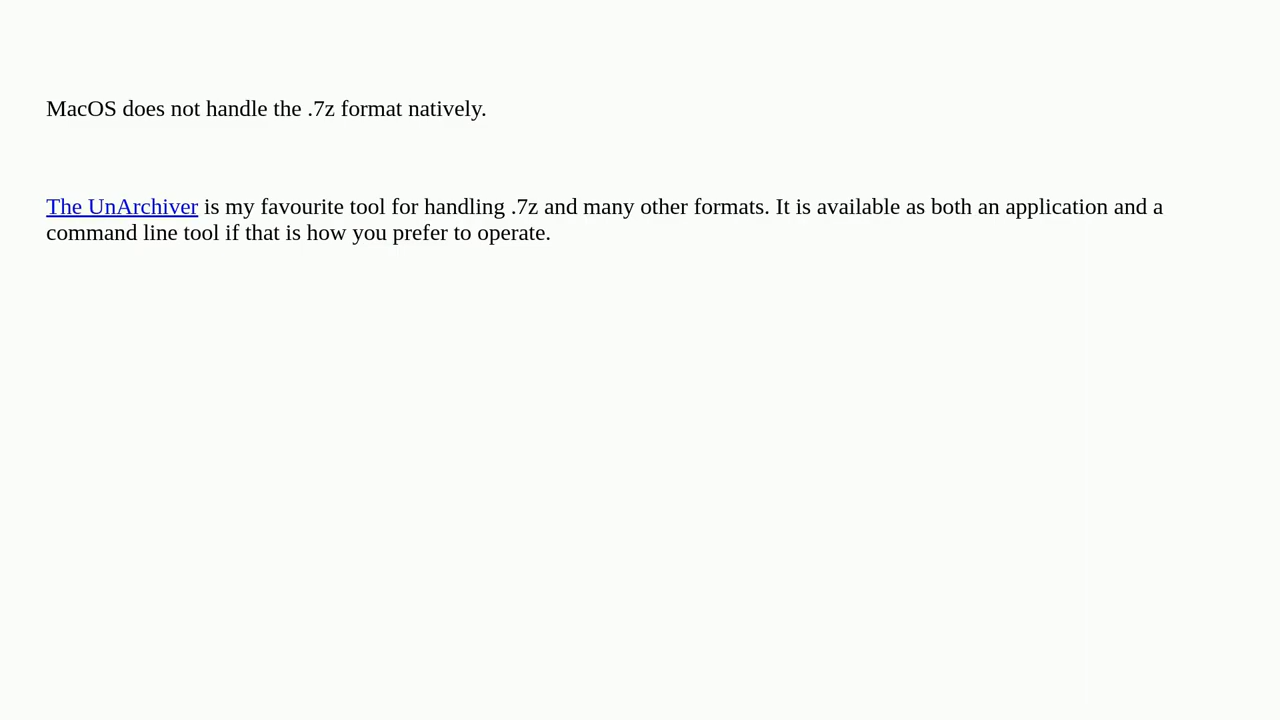 MacOS does not handle the .7z format natively.
The UnArchiver is my favourite tool for handling .7z and many other formats. It is available as both an application and a
command line tool if that is how you prefer to operate.